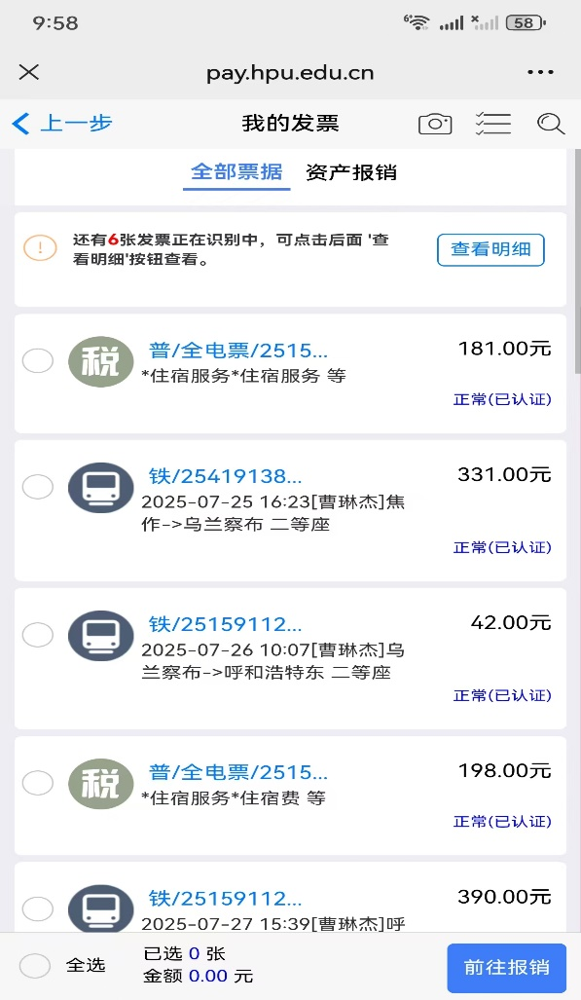 9:58
58
pay.hpu.edu.cn
上一步
我的发票
全部票据
资产报销
还有6张发票正在识别中，可点击后面 '查
看明细'按钮查看。
查看明细
税
普/全电票/2515...
181.00元
*住宿服务*住宿服务 等
正常(已认证)
铁/25419138...
331.00元
2025-07-25 16:23[曹琳杰]焦
作->乌兰察布 二等座
正常(已认证)
铁/25159112...
42.00元
2025-07-26 10:07[曹琳杰]乌
兰察布->呼和浩特东 二等座
正常(已认证)
税
普/全电票/2515...
198.00元
*住宿服务*住宿费 等
正常(已认证)
铁/25159112...
390.00元
2025-07-27 15:39[曹琳杰]呼
全选
已选 0 张
金额 0.00 元
前往报销